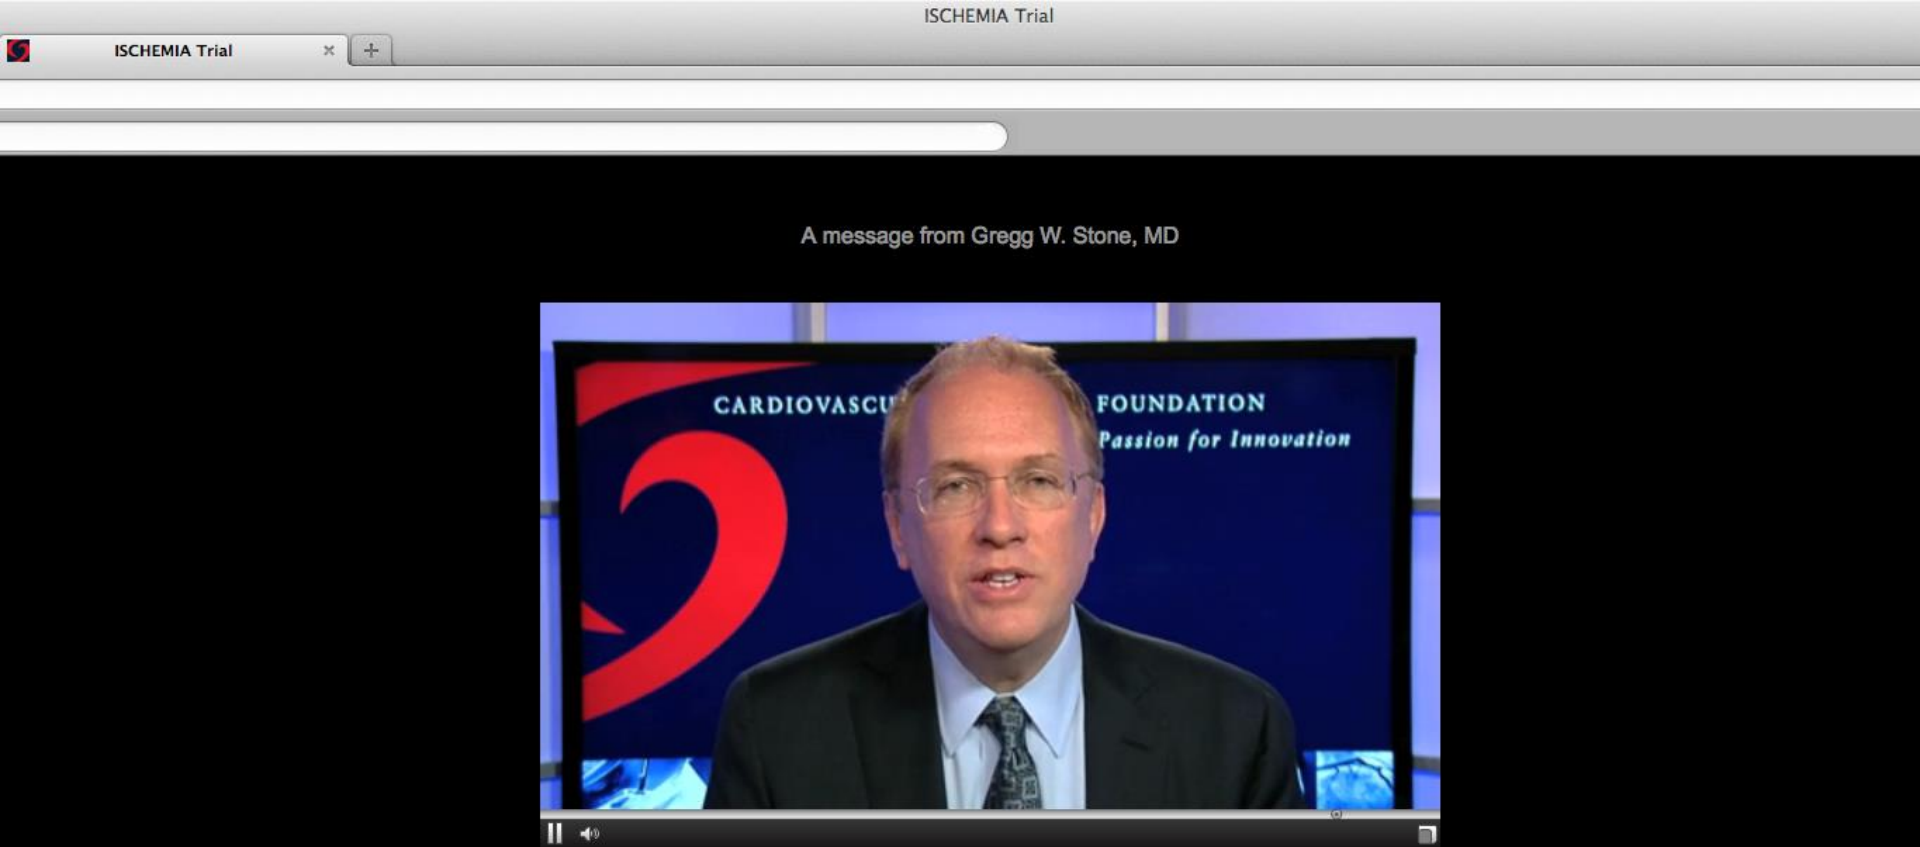 ISCHEMIA Trial
ISCHEMIA Trial
A message from Gregg W. Stone, MD
CARDIOVASCU FOUNDATION
Passion for Innovation